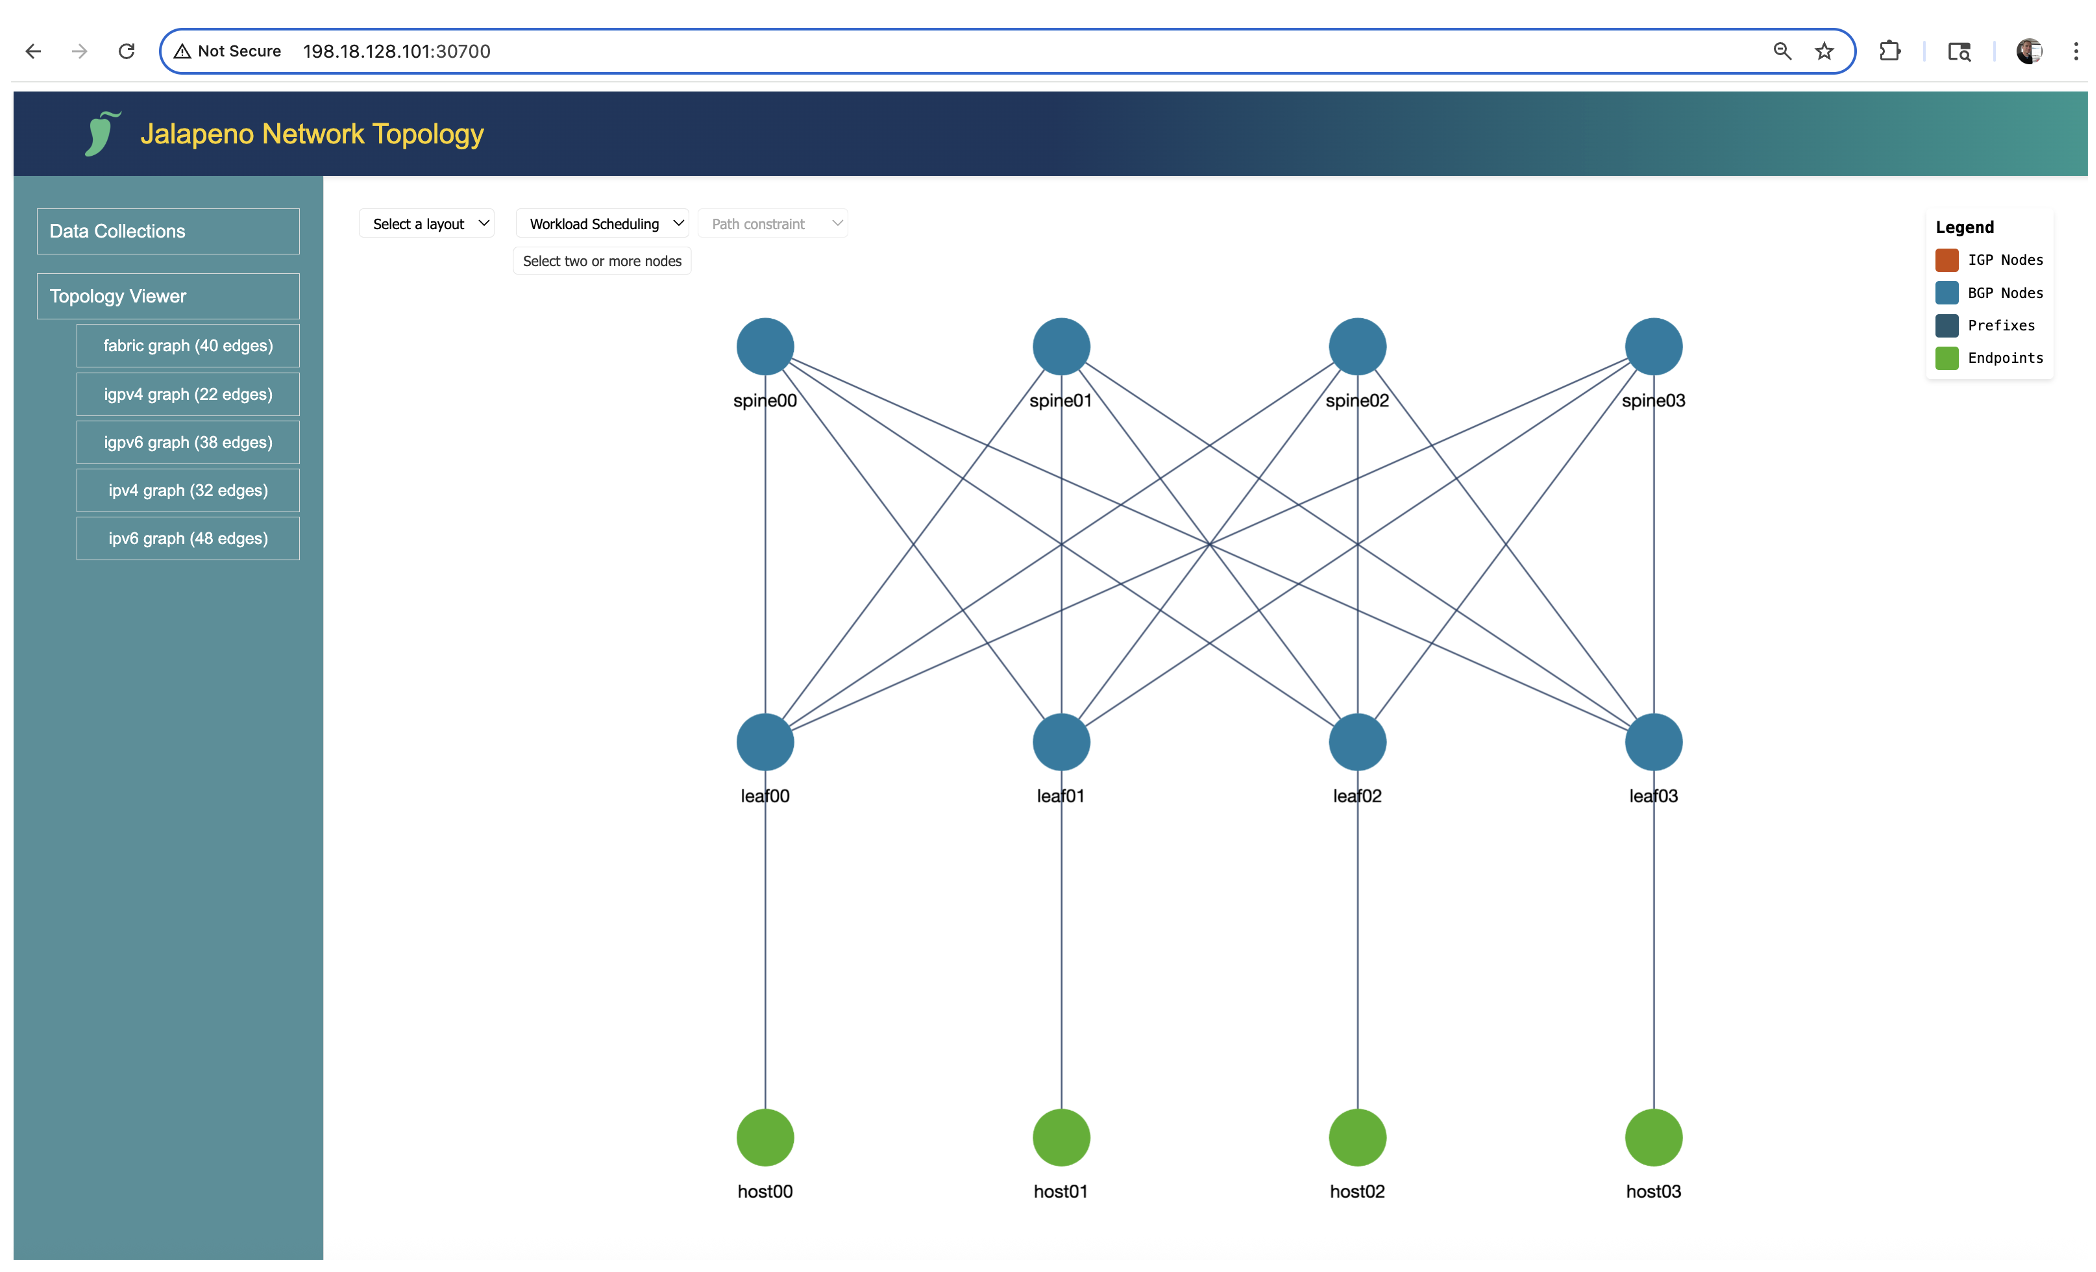 Not Secure 198.18.128.101:30700
Jalapeno Network Topology
Data Collections
Topology Viewer
fabric graph (40 edges)
igpv4 graph (22 edges)
igpv6 graph (38 edges)
ipv4 graph (32 edges)
ipv6 graph (48 edges)
Select a layout Workload Scheduling Path constraint
Select two or more nodes
Legend
IGP Nodes
BGP Nodes
Prefixes
Endpoints
spine00 spine01 spine02 spine03
leaf00 leaf01 leaf02 leaf03
host00 host01 host02 host03